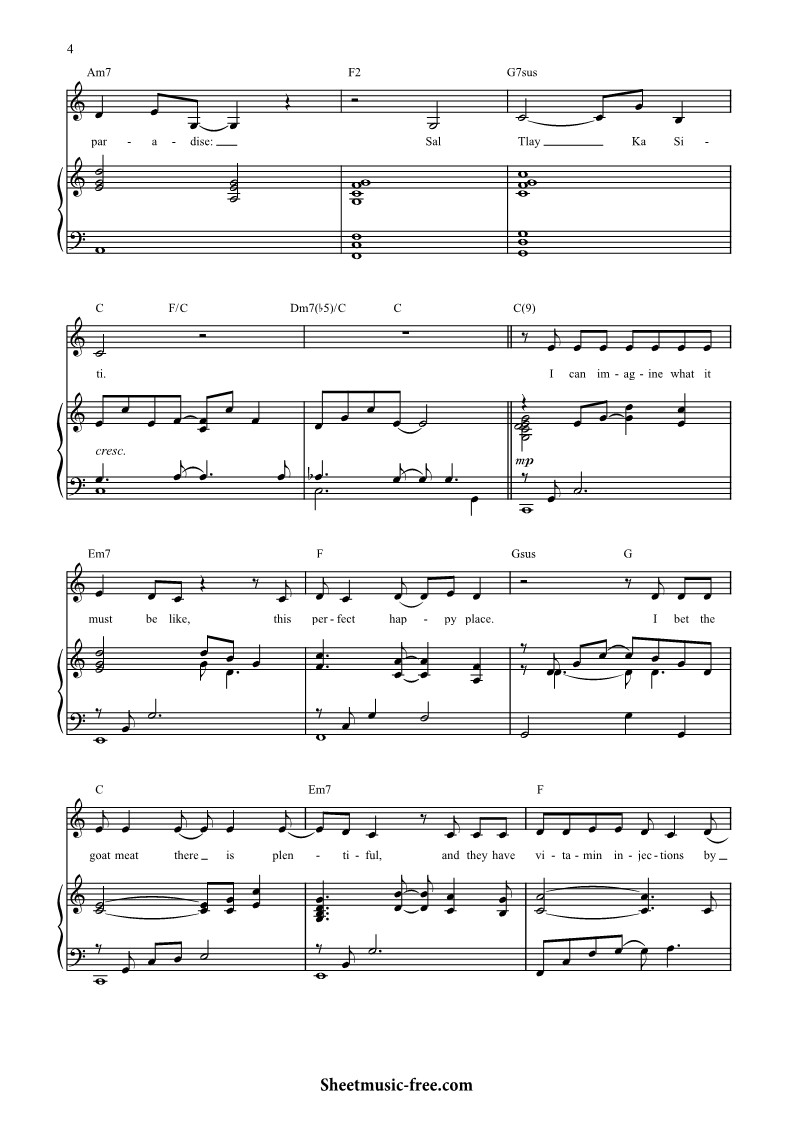 4
Am7 F2 G7sus
par - a - dise: Sal Tlay Ka Si -
C F/C Dm7(♭5)/C C C(9)
ti. I can im - ag - ine what it
cresc.
mp
Em7 F Gsus G
must be like, this per - fect hap - py place. I bet the
C Em7 F
goat meat there is plen - ti - ful, and they have vi - ta - min in - jec - tions by
Sheetmusic-free.com